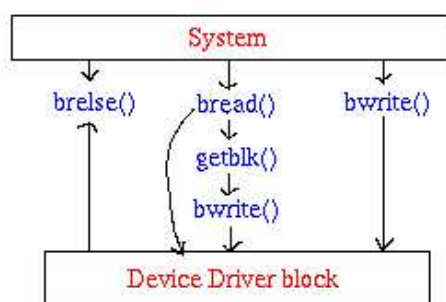 System
brelse() bread() bwrite()
getblk()
bwrite()
Device Driver block